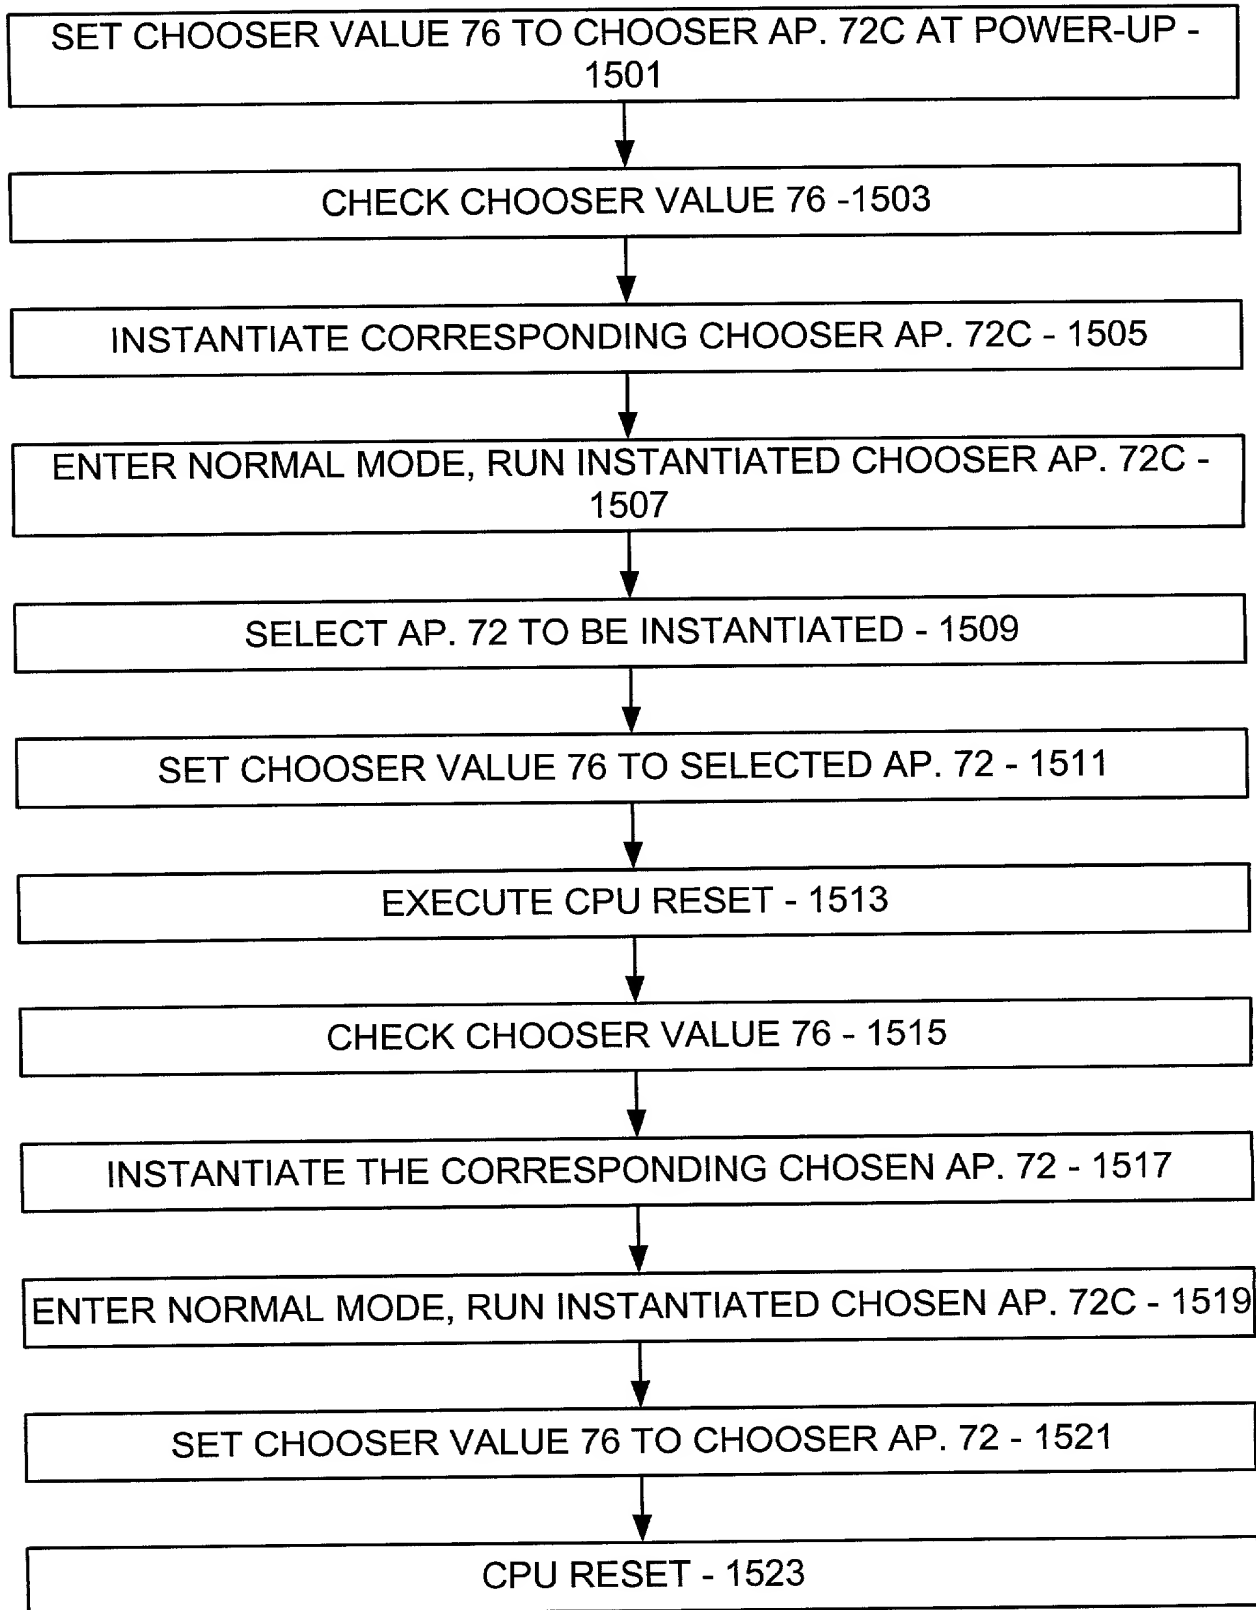 SET CHOOSER VALUE 76 TO CHOOSER AP. 72C AT POWER-UP -
1501
CHECK CHOOSER VALUE 76 -1503
INSTANTIATE CORRESPONDING CHOOSER AP. 72C - 1505
ENTER NORMAL MODE, RUN INSTANTIATED CHOOSER AP. 72C -
1507
SELECT AP. 72 TO BE INSTANTIATED - 1509
SET CHOOSER VALUE 76 TO SELECTED AP. 72 - 1511
EXECUTE CPU RESET - 1513
CHECK CHOOSER VALUE 76 - 1515
INSTANTIATE THE CORRESPONDING CHOSEN AP. 72 - 1517
ENTER NORMAL MODE, RUN INSTANTIATED CHOSEN AP. 72C - 1519
SET CHOOSER VALUE 76 TO CHOOSER AP. 72 - 1521
CPU RESET - 1523